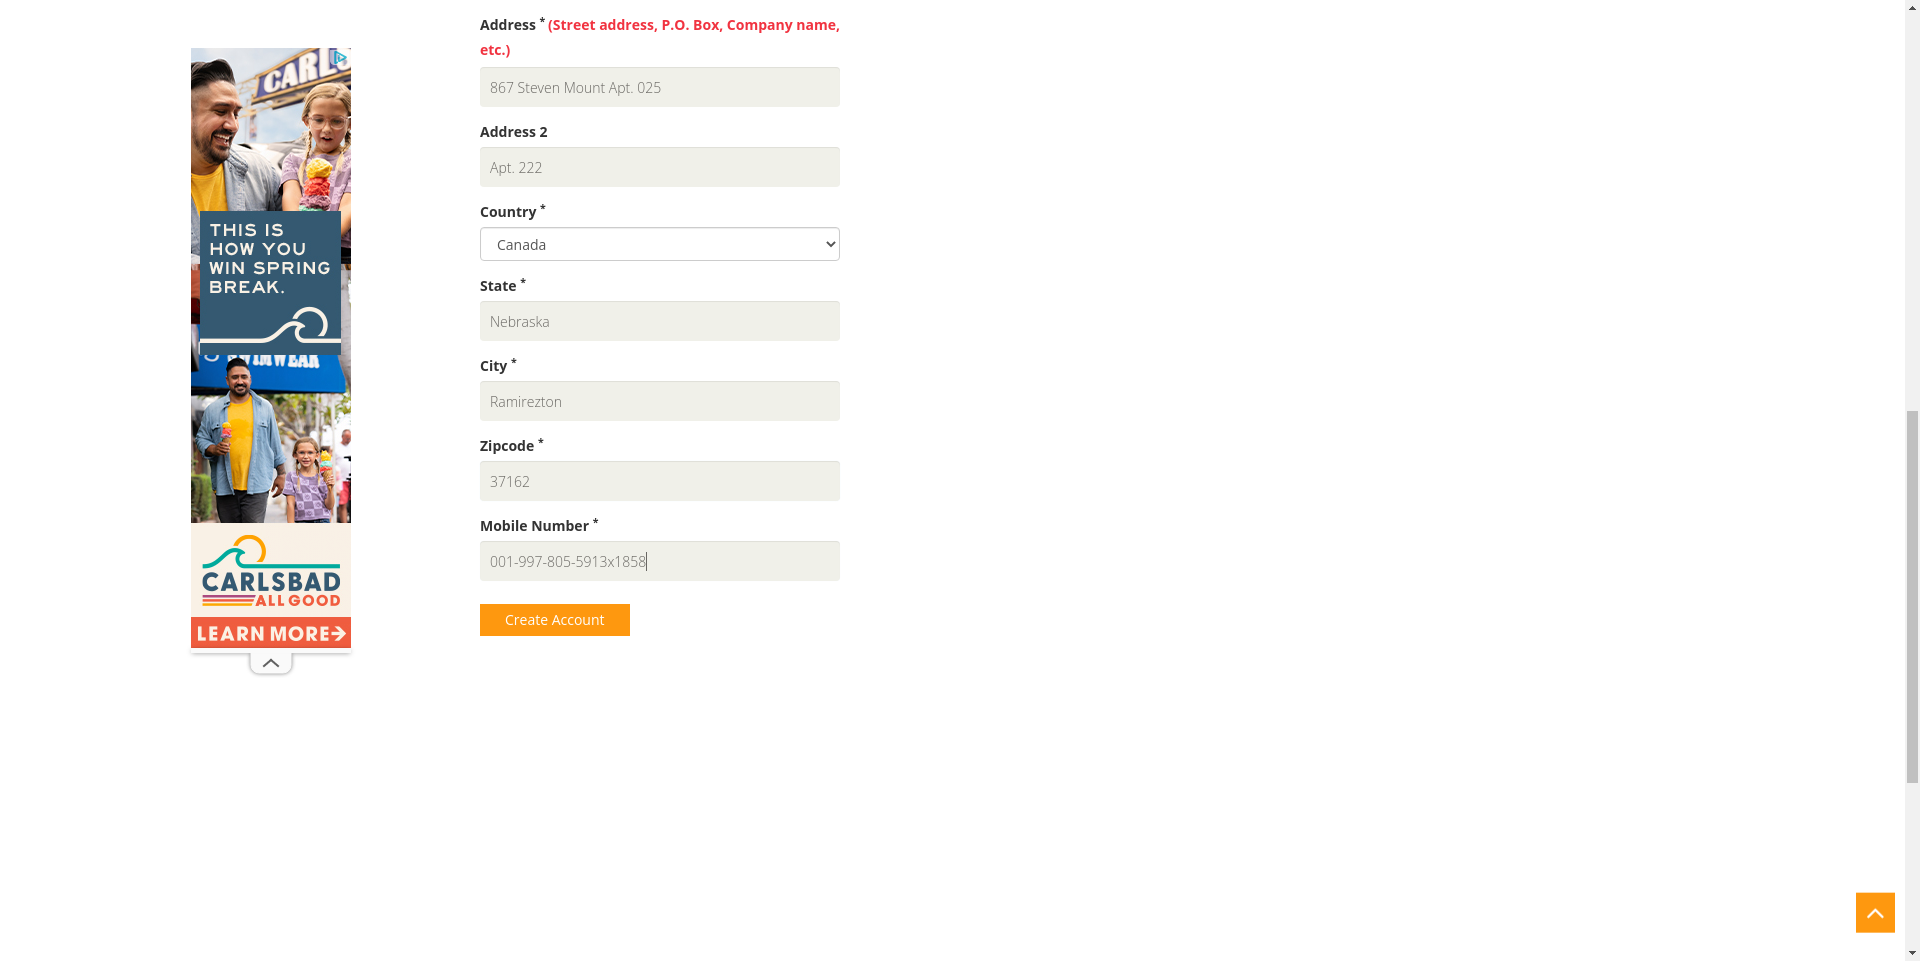 Address * (Street address, P.O. Box, Company name,
etc.)
867 Steven Mount Apt. 025
Address 2
Apt. 222
Country *
Canada
State *
Nebraska
City *
Ramirezton
Zipcode *
37162
Mobile Number *
001-997-805-5913x1858
Create Account
CARL
THIS IS
HOW YOU
WIN SPRING
BREAK.
SWIMWEAR
CARLSBAD
ALL GOOD
LEARN MORE→